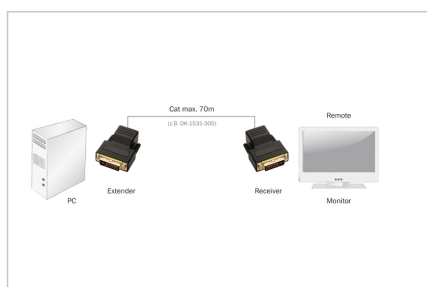 Cat max. 70m
(z.B. DK-1531-300)
Remote
Extender
Receiver
PC
Monitor